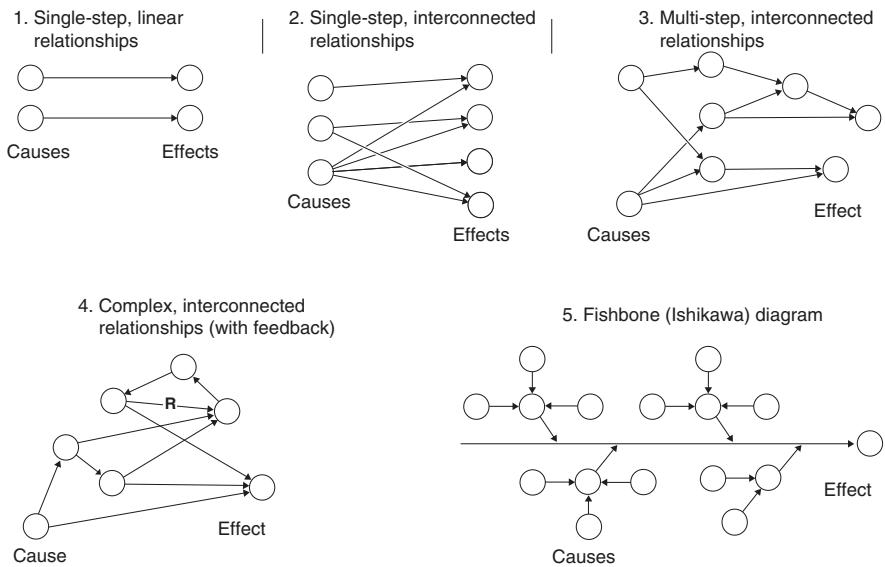 1. Single-step, linear
relationships
Causes
Effects
2. Single-step, interconnected
relationships
Causes
Effects
3. Multi-step, interconnected
relationships
Causes
Effect
4. Complex, interconnected
relationships (with feedback)
R
Cause
Effect
5. Fishbone (Ishikawa) diagram
Effect
Causes